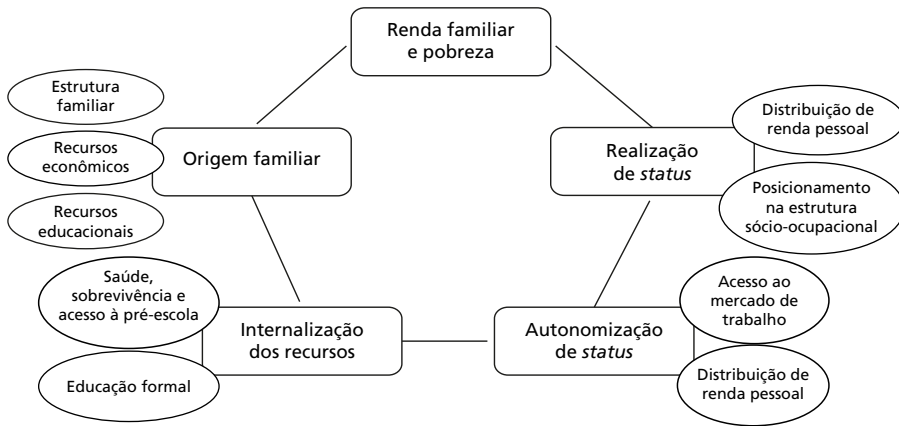 Renda familiar
e pobreza
Estrutura
familiar
Recursos
econômicos
Recursos
educacionais
Origem familiar
Realização
de status
Distribuição de
renda pessoal
Posicionamento
na estrutura
sócio-ocupacional
Saúde,
sobrevivência e
acesso à pré-escola
Educação formal
Internalização
dos recursos
Autonomização
de status
Acesso ao
mercado de
trabalho
Distribuição de
renda pessoal